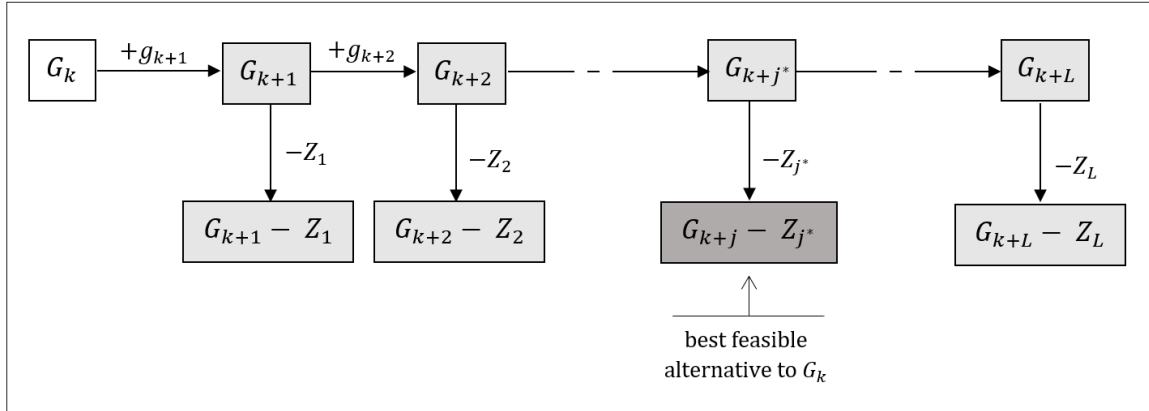 +g_{k+1} +g_{k+2}
G_k G_{k+1} G_{k+2} G_{k+j^*} G_{k+L}
−Z_1 −Z_2 −Z_{j^*} −Z_L
G_{k+1} − Z_1 G_{k+2} − Z_2 G_{k+j} − Z_{j^*} G_{k+L} − Z_L
best feasible
alternative to G_k